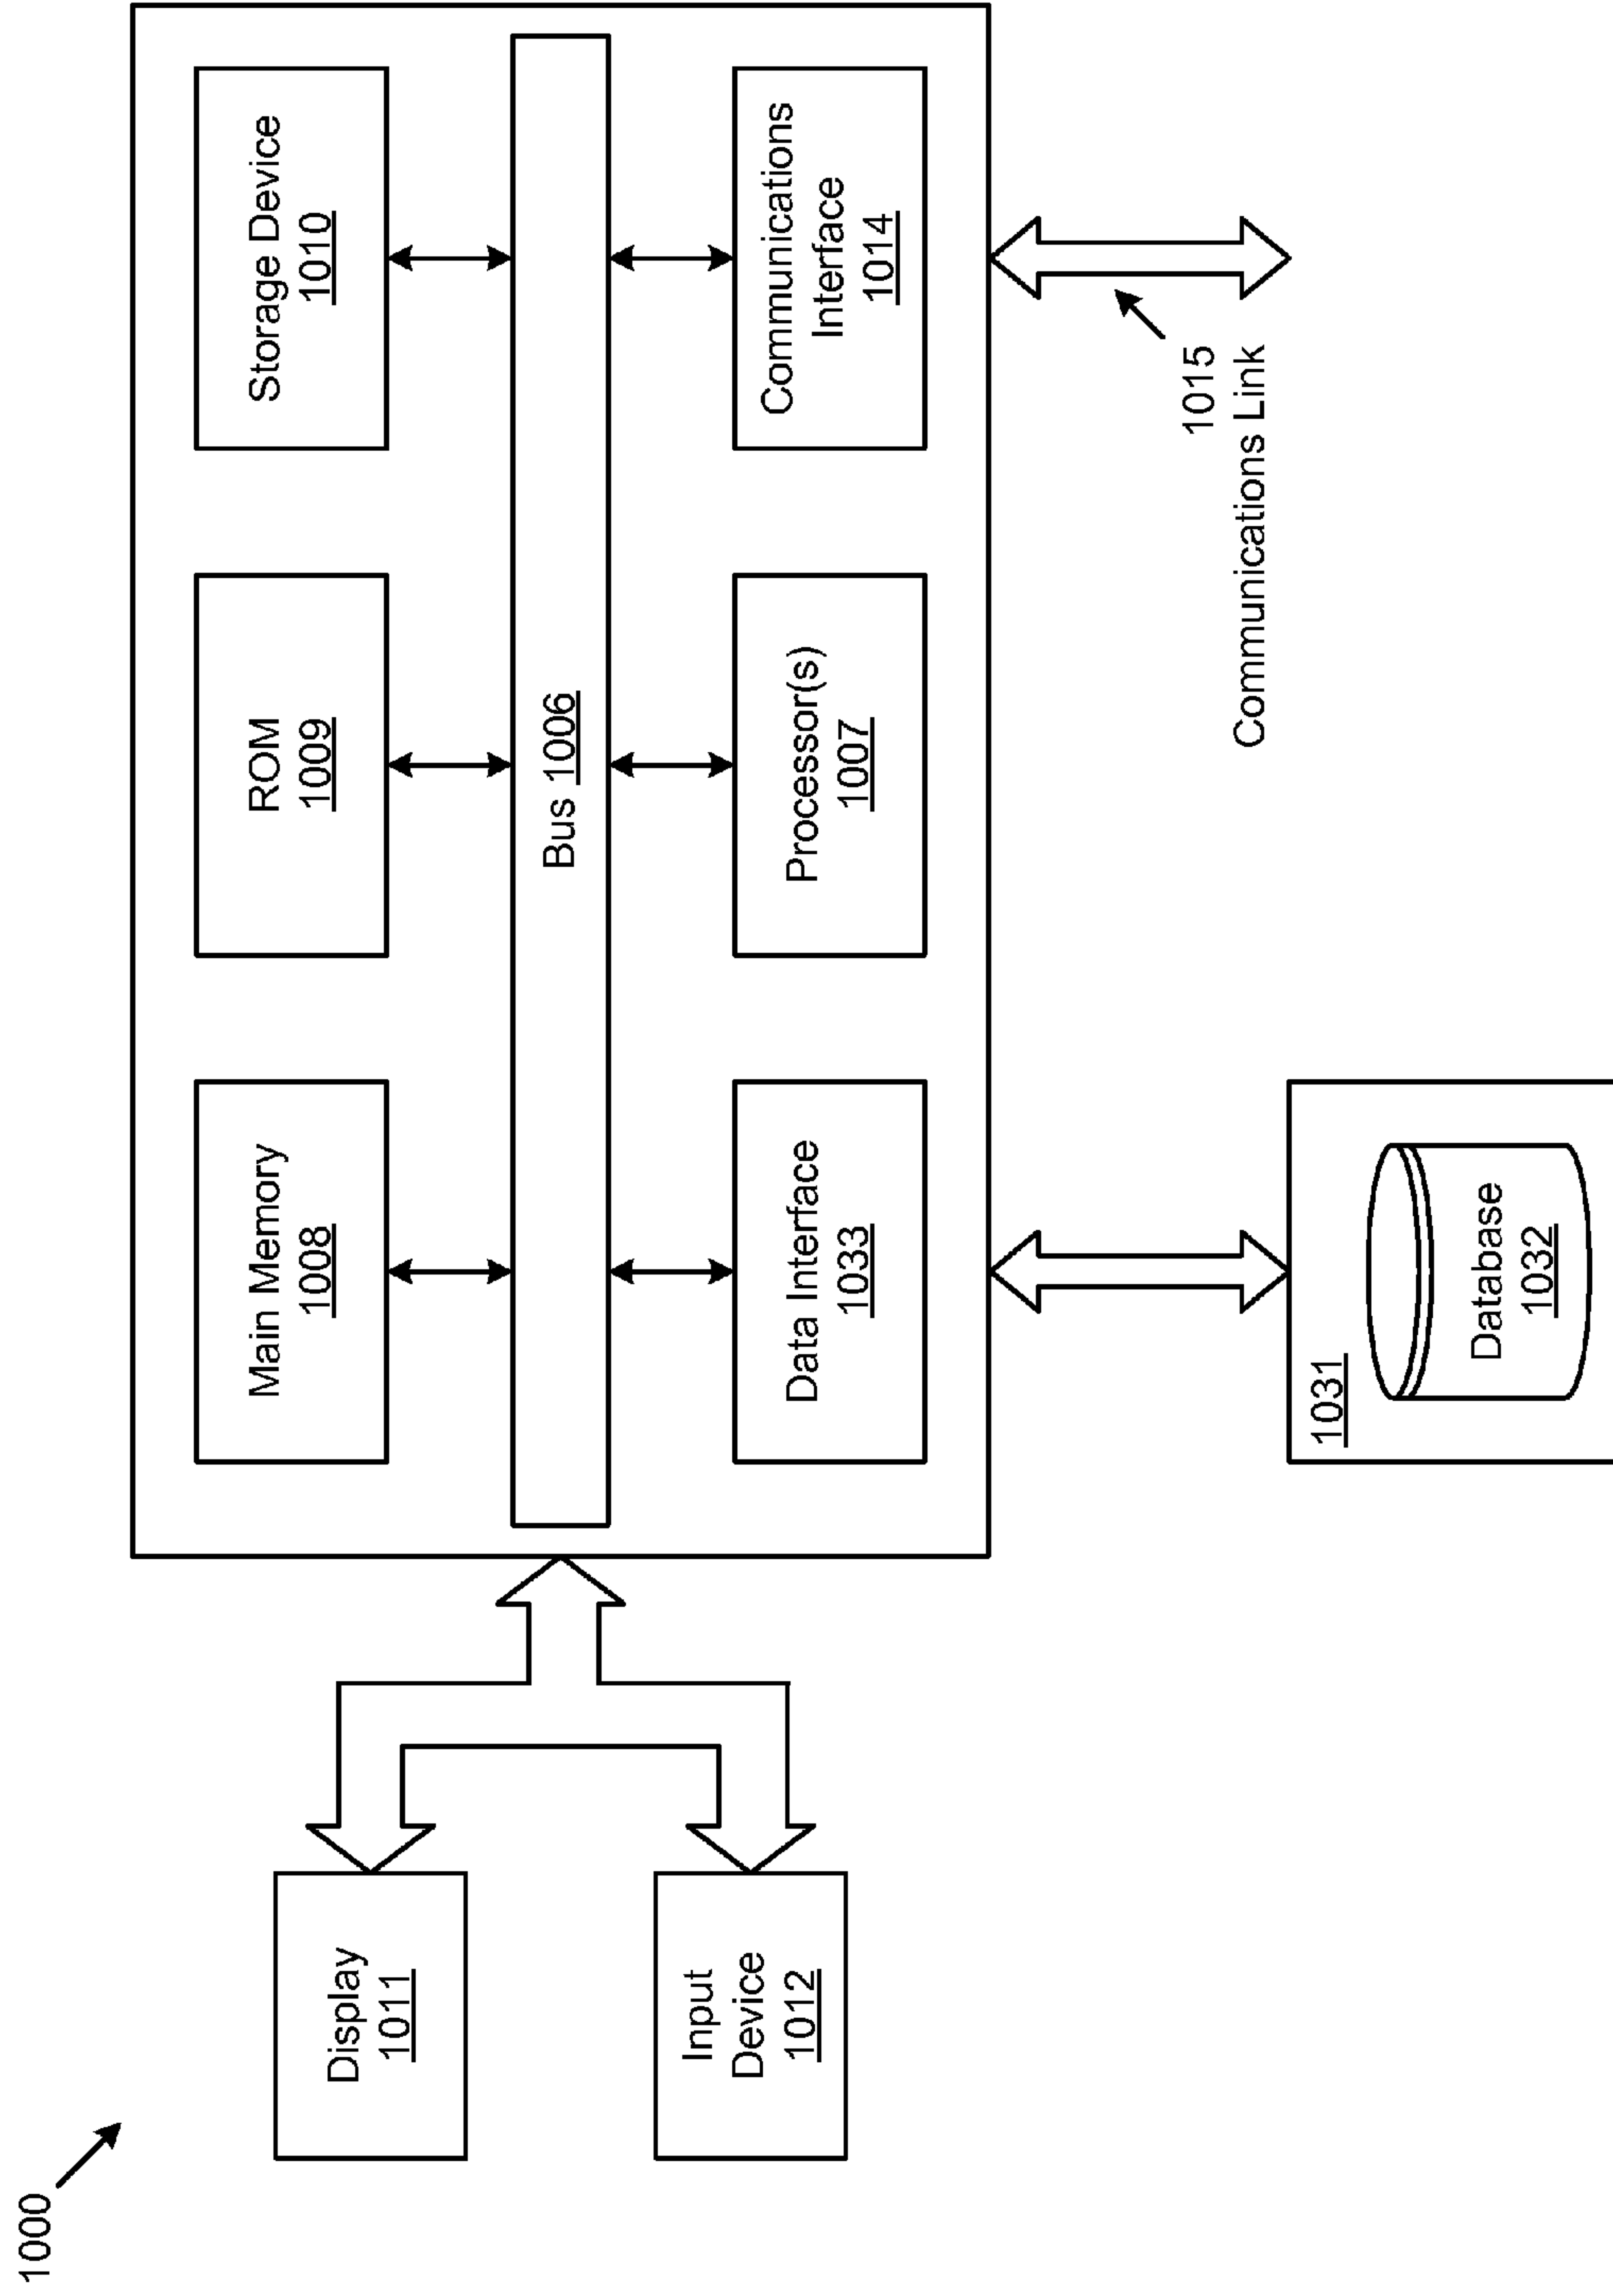 1000
Display
1011
Input
Device
1012
Main Memory
1008
ROM
1009
Storage Device
1010
Bus 1006
Data Interface
1033
Processor(s)
1007
Communications
Interface
1014
1015
Communications Link
1031
Database
1032